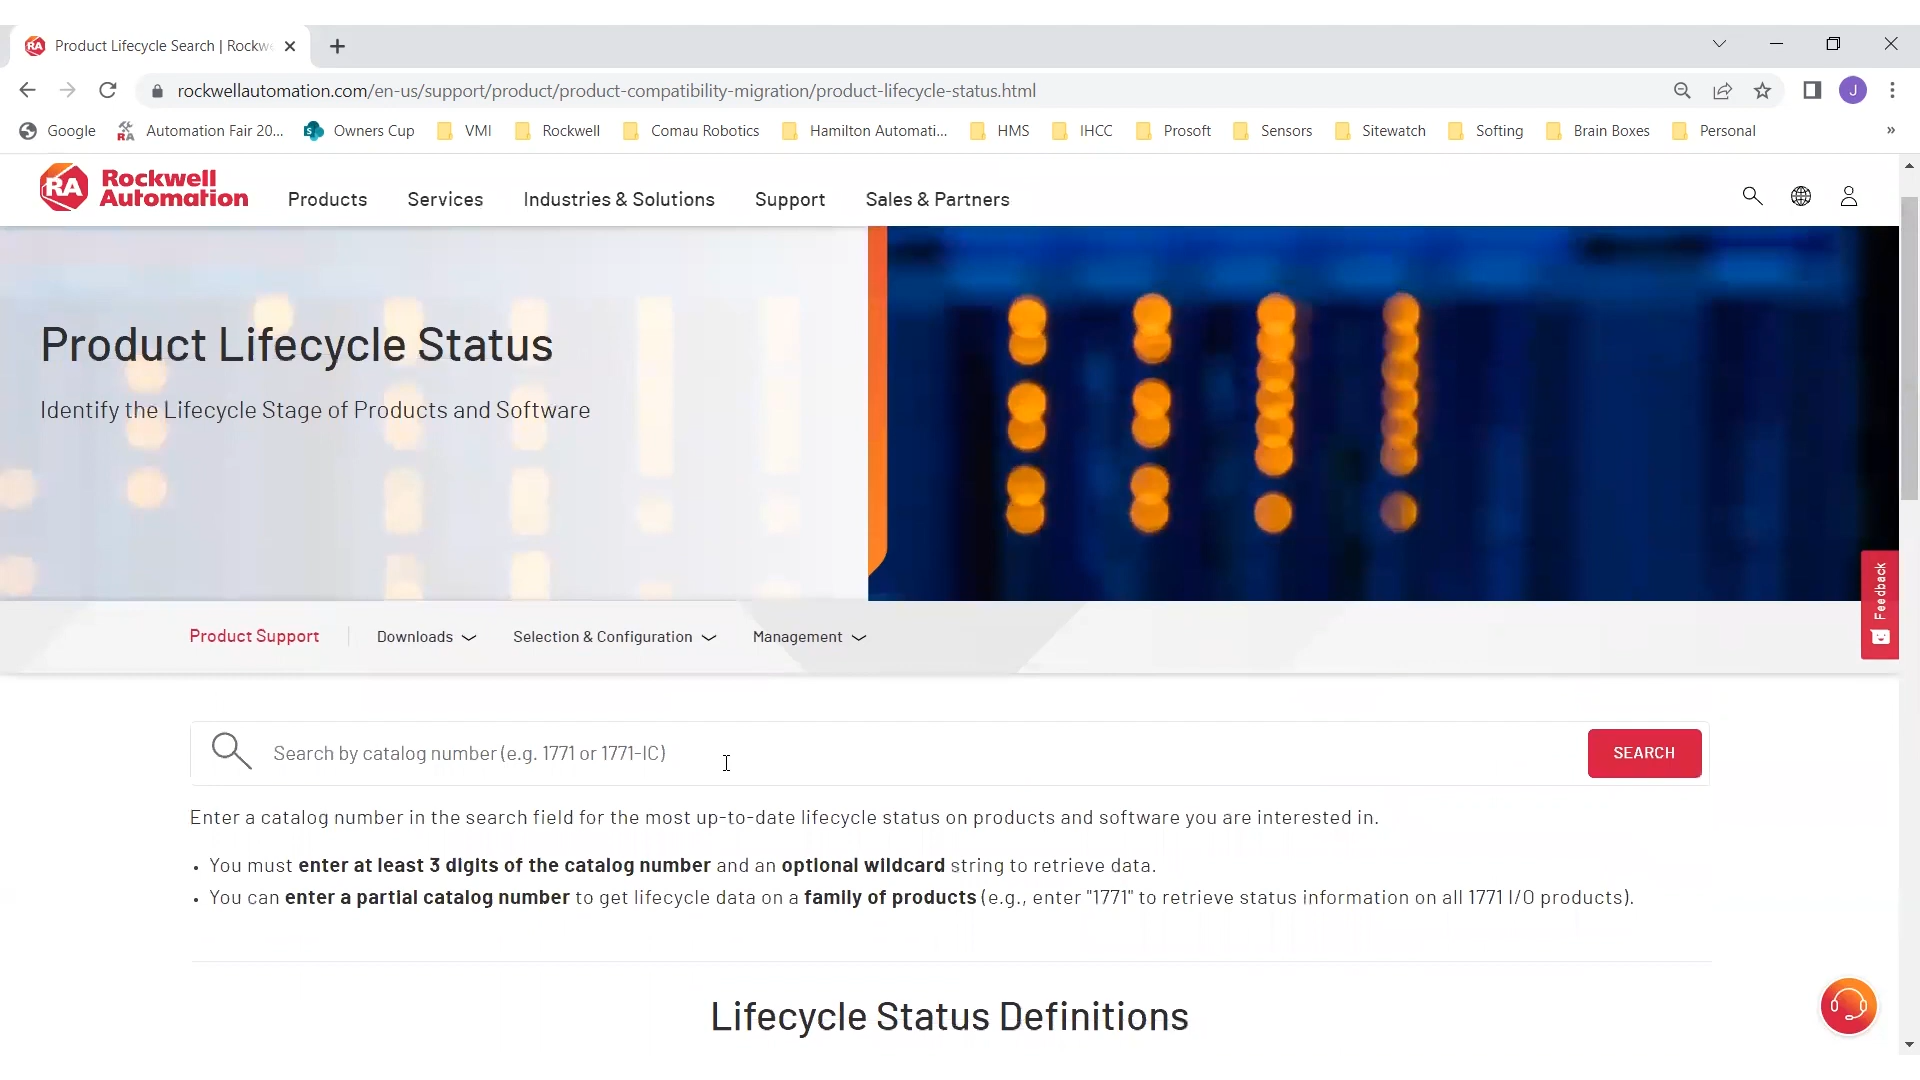 Product Lifecycle Search | Rockwe
rockwellautomation.com/en-us/support/product/product-compatibility-migration/product-lifecycle-status.html
J
Google
RA
Automation Fair 20...
Owners Cup
VMI
Rockwell
Comau Robotics
Hamilton Automati...
HMS
IHCC
Prosoft
Sensors
Sitewatch
Softing
Brain Boxes
Personal
»
RA
Rockwell
Automation
Products
Services
Industries & Solutions
Support
Sales & Partners
Product Lifecycle Status
Identify the Lifecycle Stage of Products and Software
Feedback
Product Support
Downloads
Selection & Configuration
Management
Search by catalog number (e.g. 1771 or 1771-IC)
SEARCH
Enter a catalog number in the search field for the most up-to-date lifecycle status on products and software you are interested in.
• You must enter at least 3 digits of the catalog number and an optional wildcard string to retrieve data.
• You can enter a partial catalog number to get lifecycle data on a family of products (e.g., enter "1771" to retrieve status information on all 1771 I/O products).
Lifecycle Status Definitions